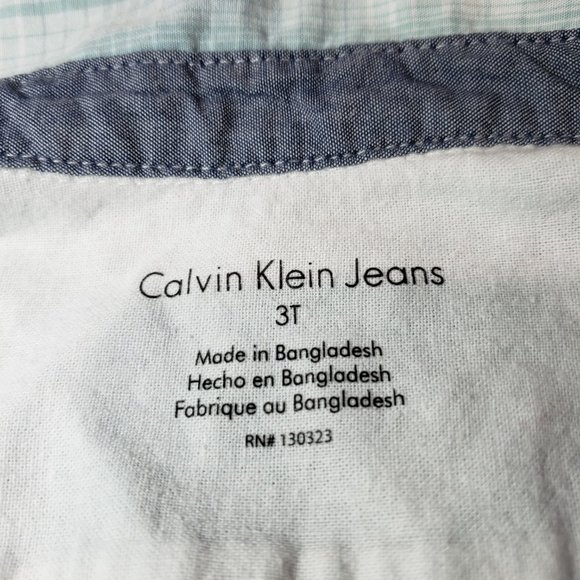 Calvin Klein Jeans
3T
Made in Bangladesh
Hecho en Bangladesh
Fabrique au Bangladesh
RN# 130323